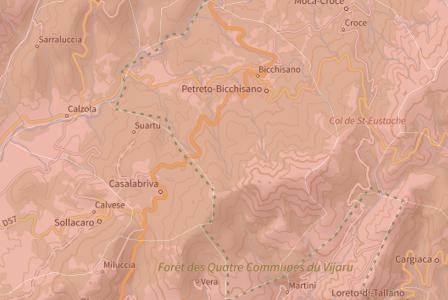 Moca-Croce
Croce
Sarraluccia
Bicchisano
Petreto-Bicchisano
Calzola
Col de St-Eustache
Suartu
Casalabriva
Calvese
D57
Sollacaro
Miluccia
Forêt des Quatre Communes du Vijaru
Cargiaca
Vera
Martini
Loreto-di-Tallano